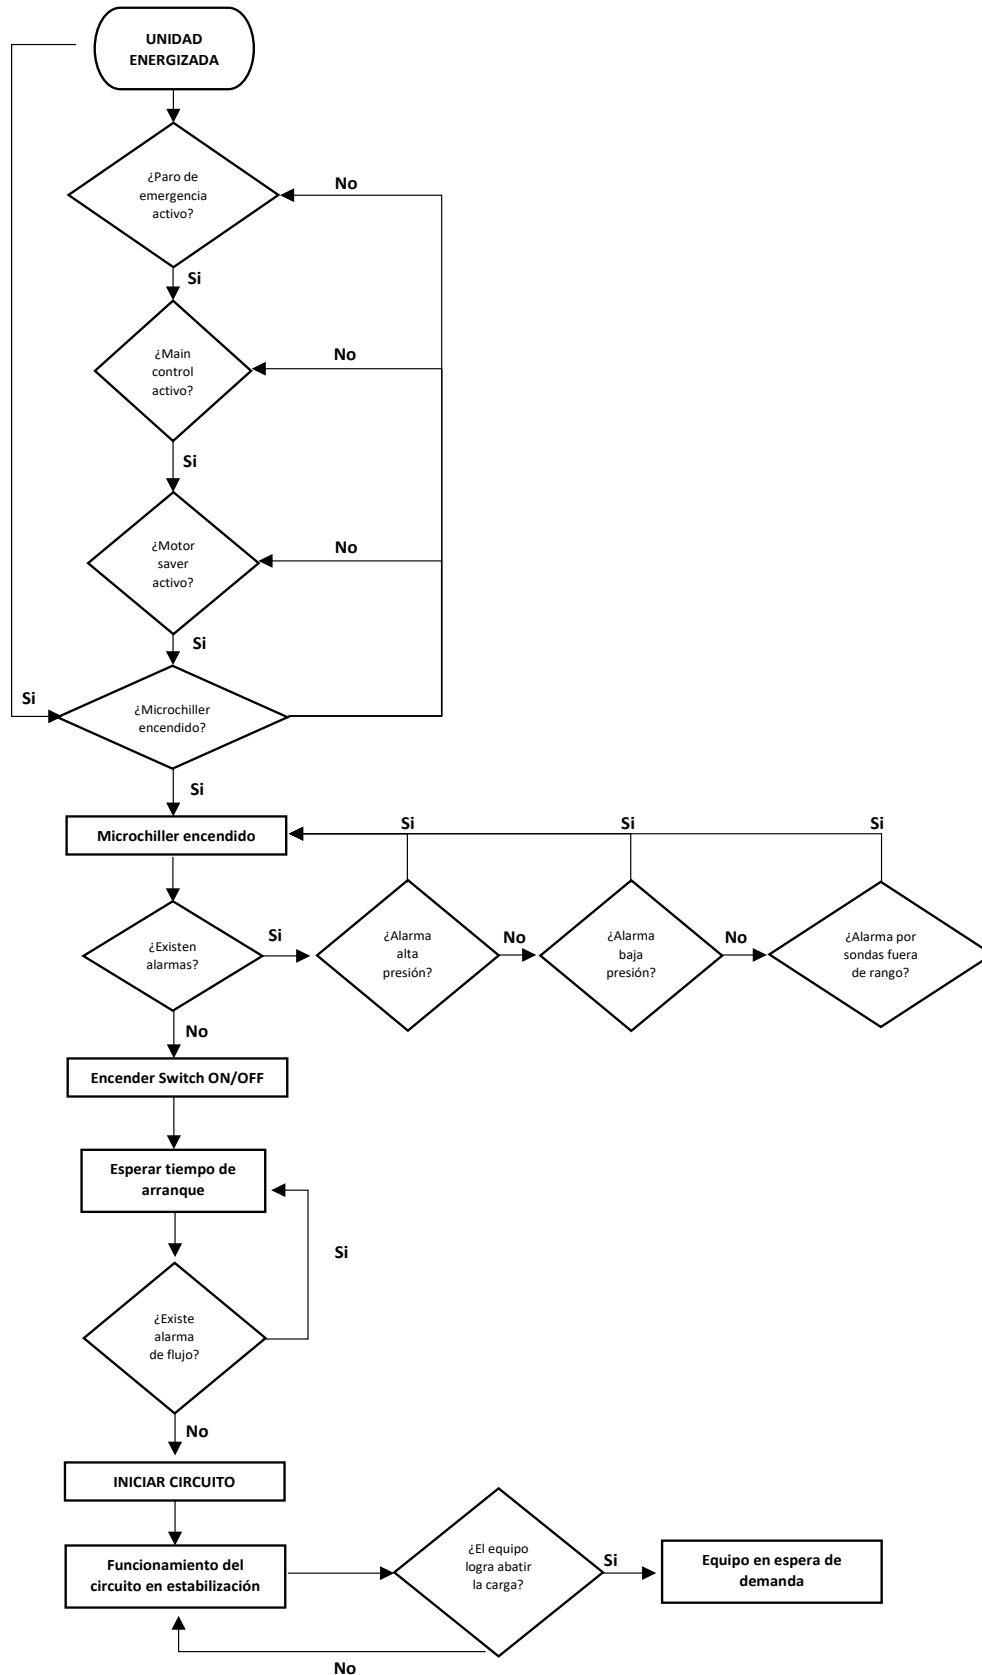 UNIDAD
ENERGIZADA
¿Paro de
emergencia
activo?
No
Si
¿Main
control
activo?
No
Si
¿Motor
saver
activo?
No
Si
Si
¿Microchiller
encendido?
Si
Microchiller encendido
Si
Si
Si
¿Existen
alarmas?
Si
¿Alarma
alta
presión?
No
¿Alarma
baja
presión?
No
¿Alarma por
sondas fuera
de rango?
No
Encender Switch ON/OFF
Esperar tiempo de
arranque
Si
¿Existe
alarma
de flujo?
No
INICIAR CIRCUITO
Funcionamiento del
circuito en estabilización
¿El equipo
logra abatir
la carga?
Si
Equipo en espera de
demanda
No